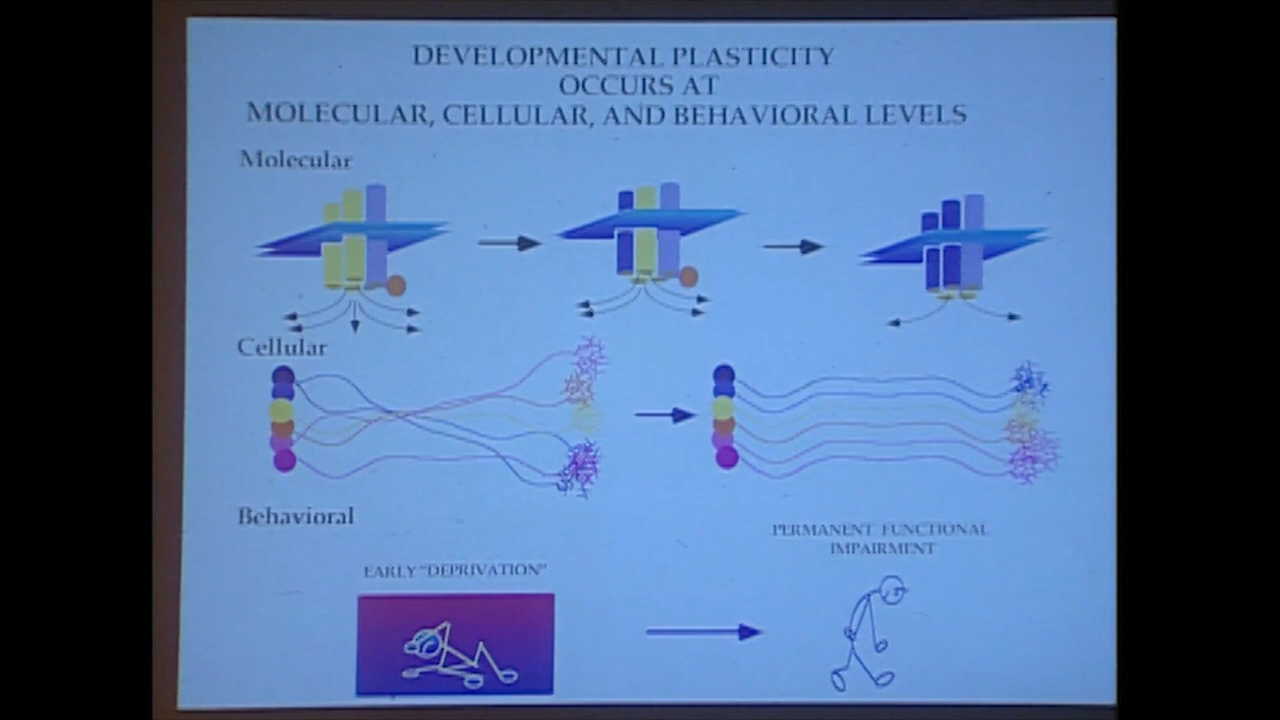 DEVELOPMENTAL PLASTICITY
OCCURS AT
MOLECULAR, CELLULAR, AND BEHAVIORAL LEVELS
Molecular
Cellular
Behavioral
PERMANENT FUNCTIONAL
IMPAIRMENT
EARLY "DEPRIVATION"